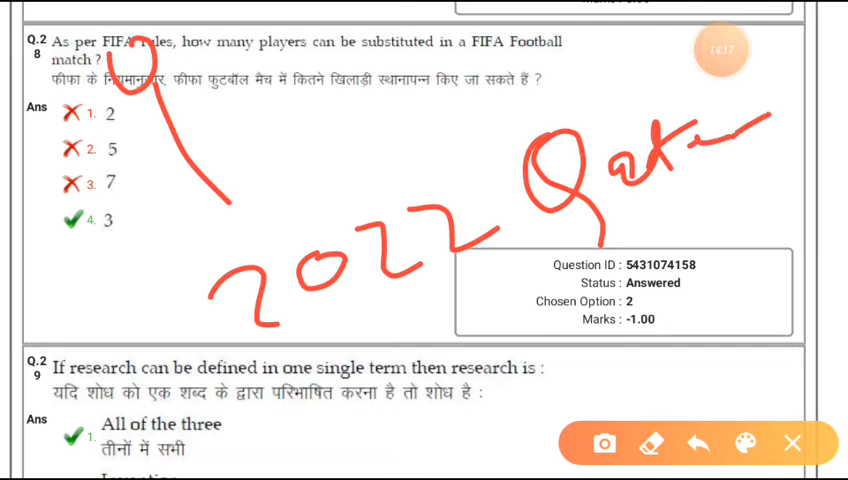 Q.2 As per FIFA rules, how many players can be substituted in a FIFA Football
8 match ?
फीफा के नियमानुसार, फीफा फुटबॉल मैच में कितने खिलाड़ी स्थानापन्न किए जा सकते हैं ?
14:17
Ans
1. 2
2. 5
3. 7
4. 3
2022 Qatar
Question ID : 5431074158
Status : Answered
Chosen Option : 2
Marks : -1.00
Q.2 If research can be defined in one single term then research is :
9 यदि शोध को एक शब्द के द्वारा परिभाषित करना है तो शोध है :
Ans
1. All of the three
तीनों में सभी